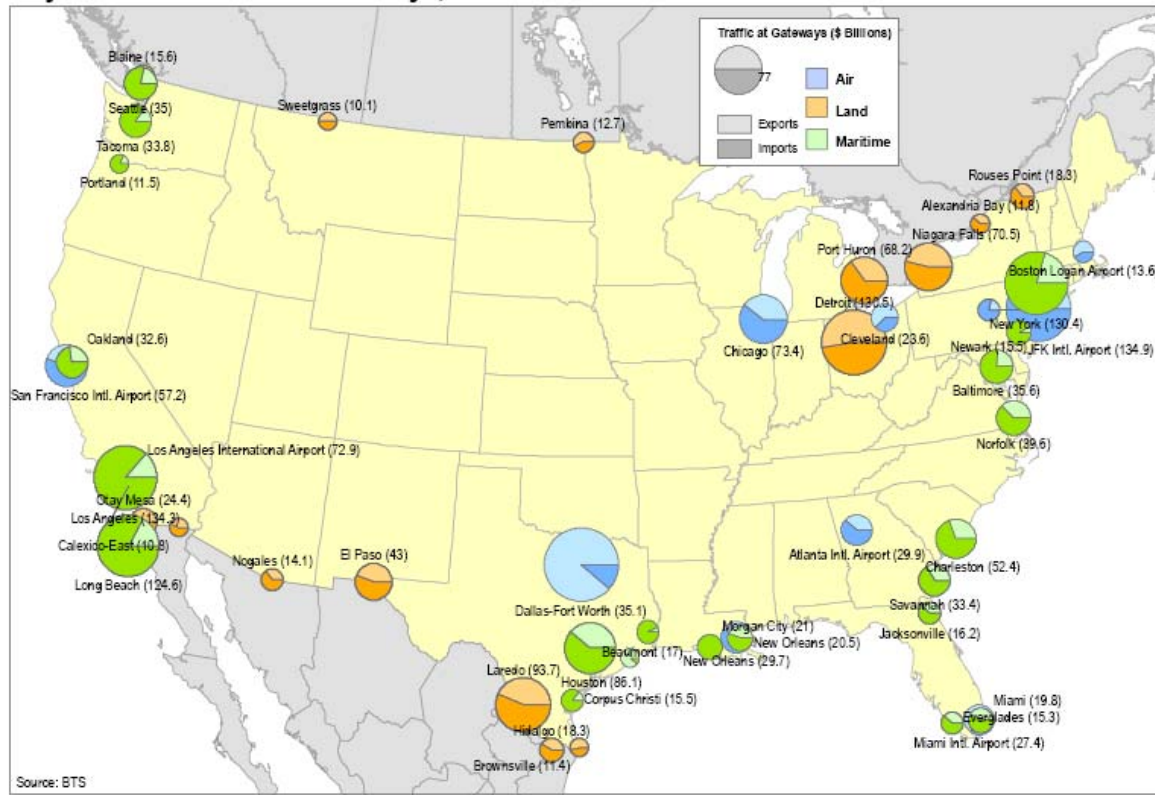 Traffic at Gateways ($ Billions)
77
Air
Land
Maritime
Exports
Imports
Blaine (15.6)
Seattle (35)
Tacoma (33.8)
Portland (11.5)
Sweetgrass (10.1)
Pembina (12.7)
Rouses Point (18.3)
Alexandria Bay (11.8)
Niagara Falls (70.5)
Port Huron (68.2)
Boston Logan Airport (13.6
Detroit (130.5)
Cleveland (23.6)
Chicago (73.4)
New York (130.4)
Newark (15.5)
JFK Intl. Airport (134.9)
Baltimore (35.6)
Norfolk (39.6)
Oakland (32.6)
San Francisco Intl. Airport (57.2)
Los Angeles International Airport (72.9)
Otay Mesa (24.4)
Los Angeles (134.3)
Calexico-East (10.8)
Long Beach (124.6)
Nogales (14.1)
El Paso (43)
Dallas-Fort Worth (35.1)
Atlanta Intl. Airport (29.9)
Charleston (52.4)
Savannah (33.4)
Jacksonville (16.2)
Morgan City (21)
New Orleans (20.5)
Beaumont (17)
New Orleans (29.7)
Houston (86.1)
Laredo (93.7)
Corpus Christi (15.5)
Hidalgo (18.3)
Brownsville (11.4)
Miami (19.8)
Everglades (15.3)
Miami Intl. Airport (27.4)
Source: BTS